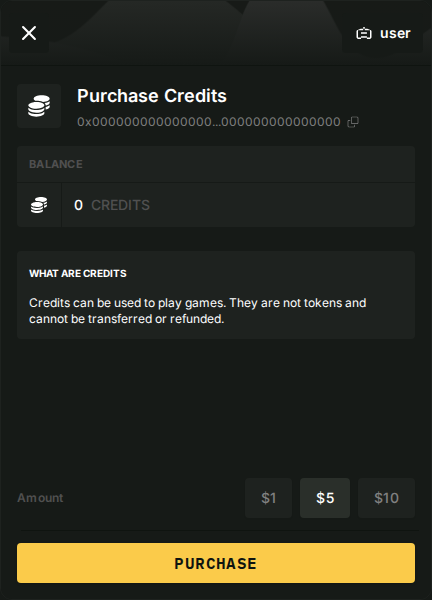 user
Purchase Credits
0x000000000000000...000000000000000
BALANCE
0 CREDITS
WHAT ARE CREDITS
Credits can be used to play games. They are not tokens and
cannot be transferred or refunded.
Amount $1 $5 $10
PURCHASE